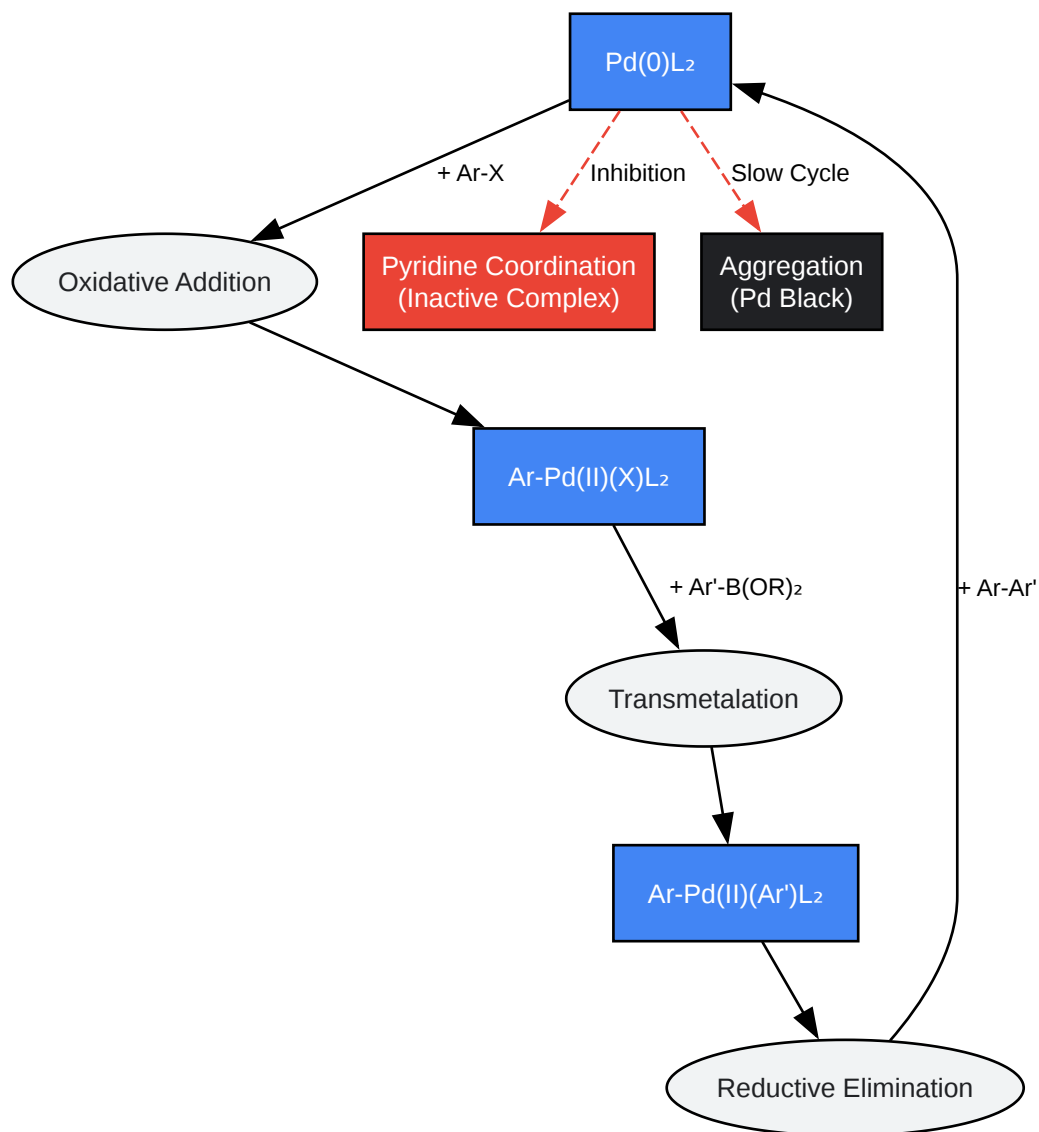 Pd(0)L₂
+ Ar-X
Inhibition
Slow Cycle
Oxidative Addition
Pyridine Coordination
(Inactive Complex)
Aggregation
(Pd Black)
Ar-Pd(II)(X)L₂
+ Ar'-B(OR)₂
+ Ar-Ar'
Transmetalation
Ar-Pd(II)(Ar')L₂
Reductive Elimination